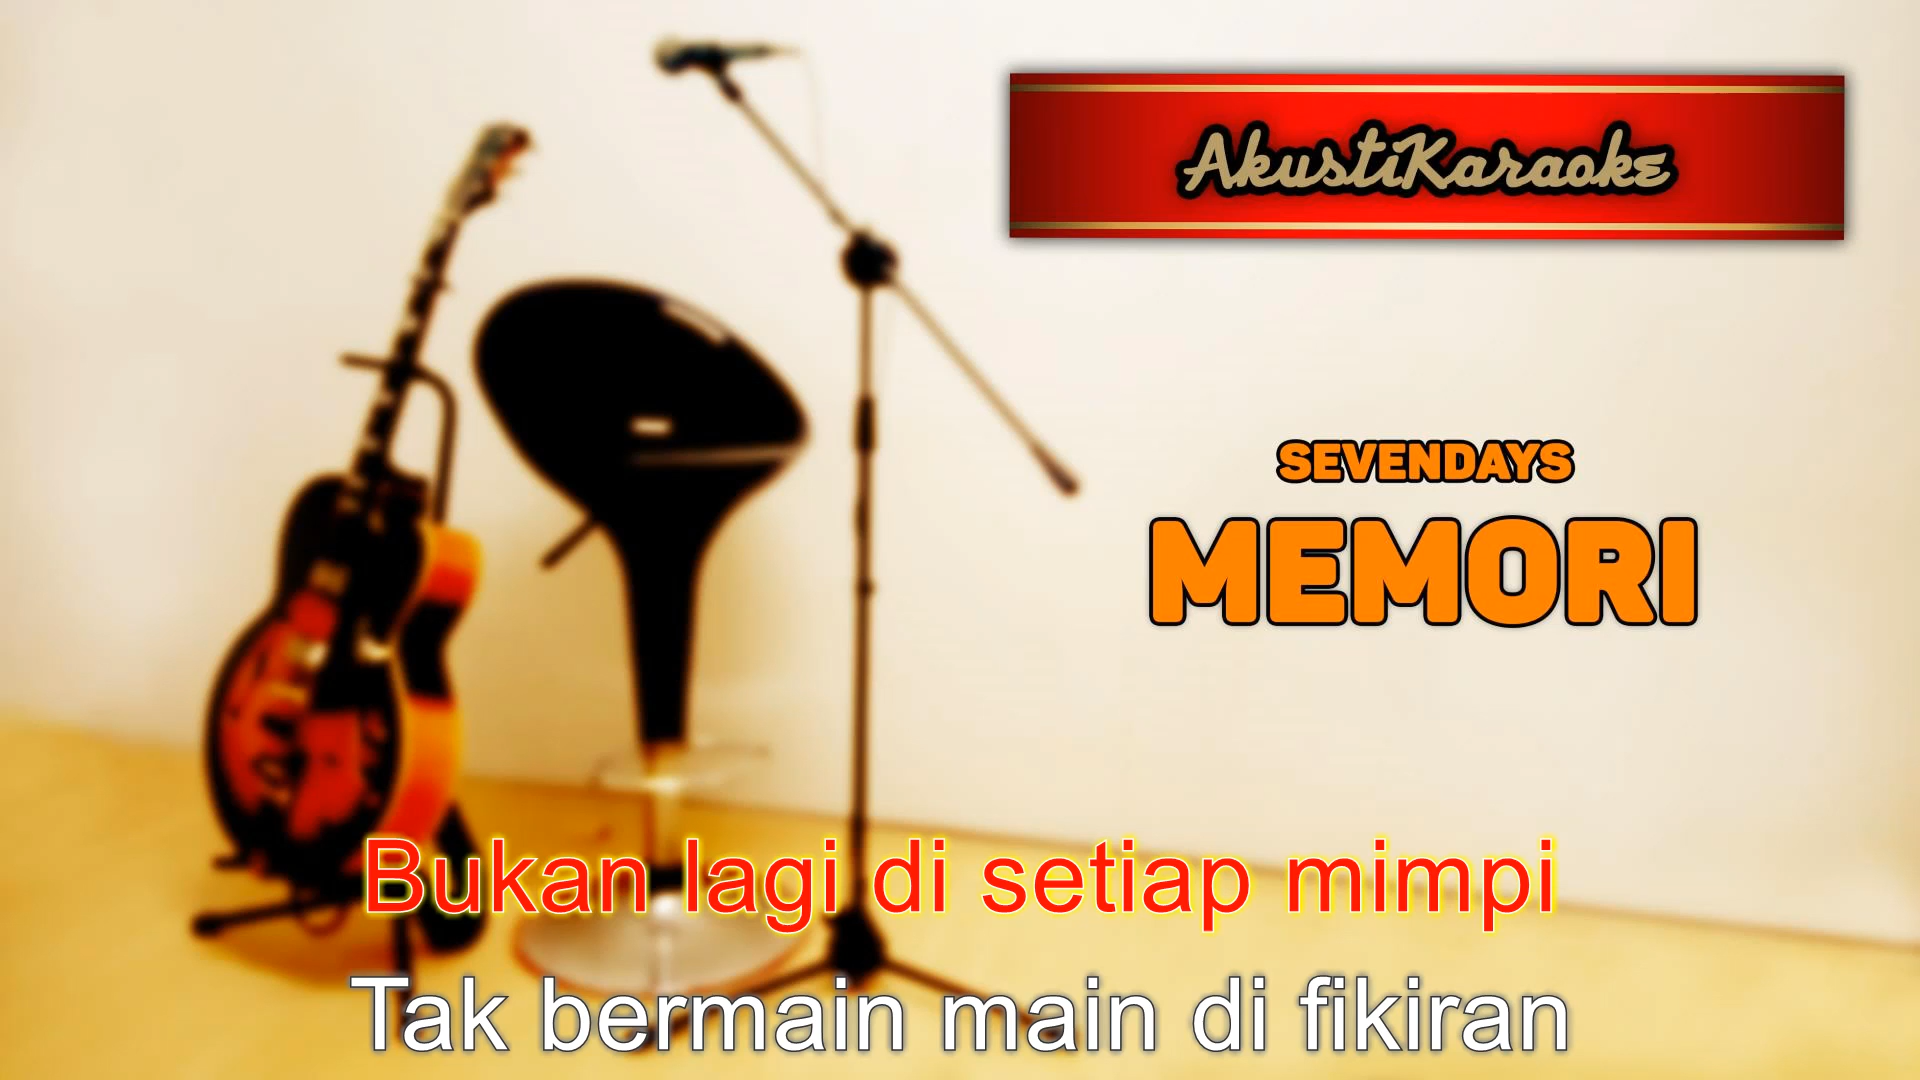 AkustiKaraoke
SEVENDAYS
MEMORI
Bukan lagi di setiap mimpi
Tak bermain main di fikiran